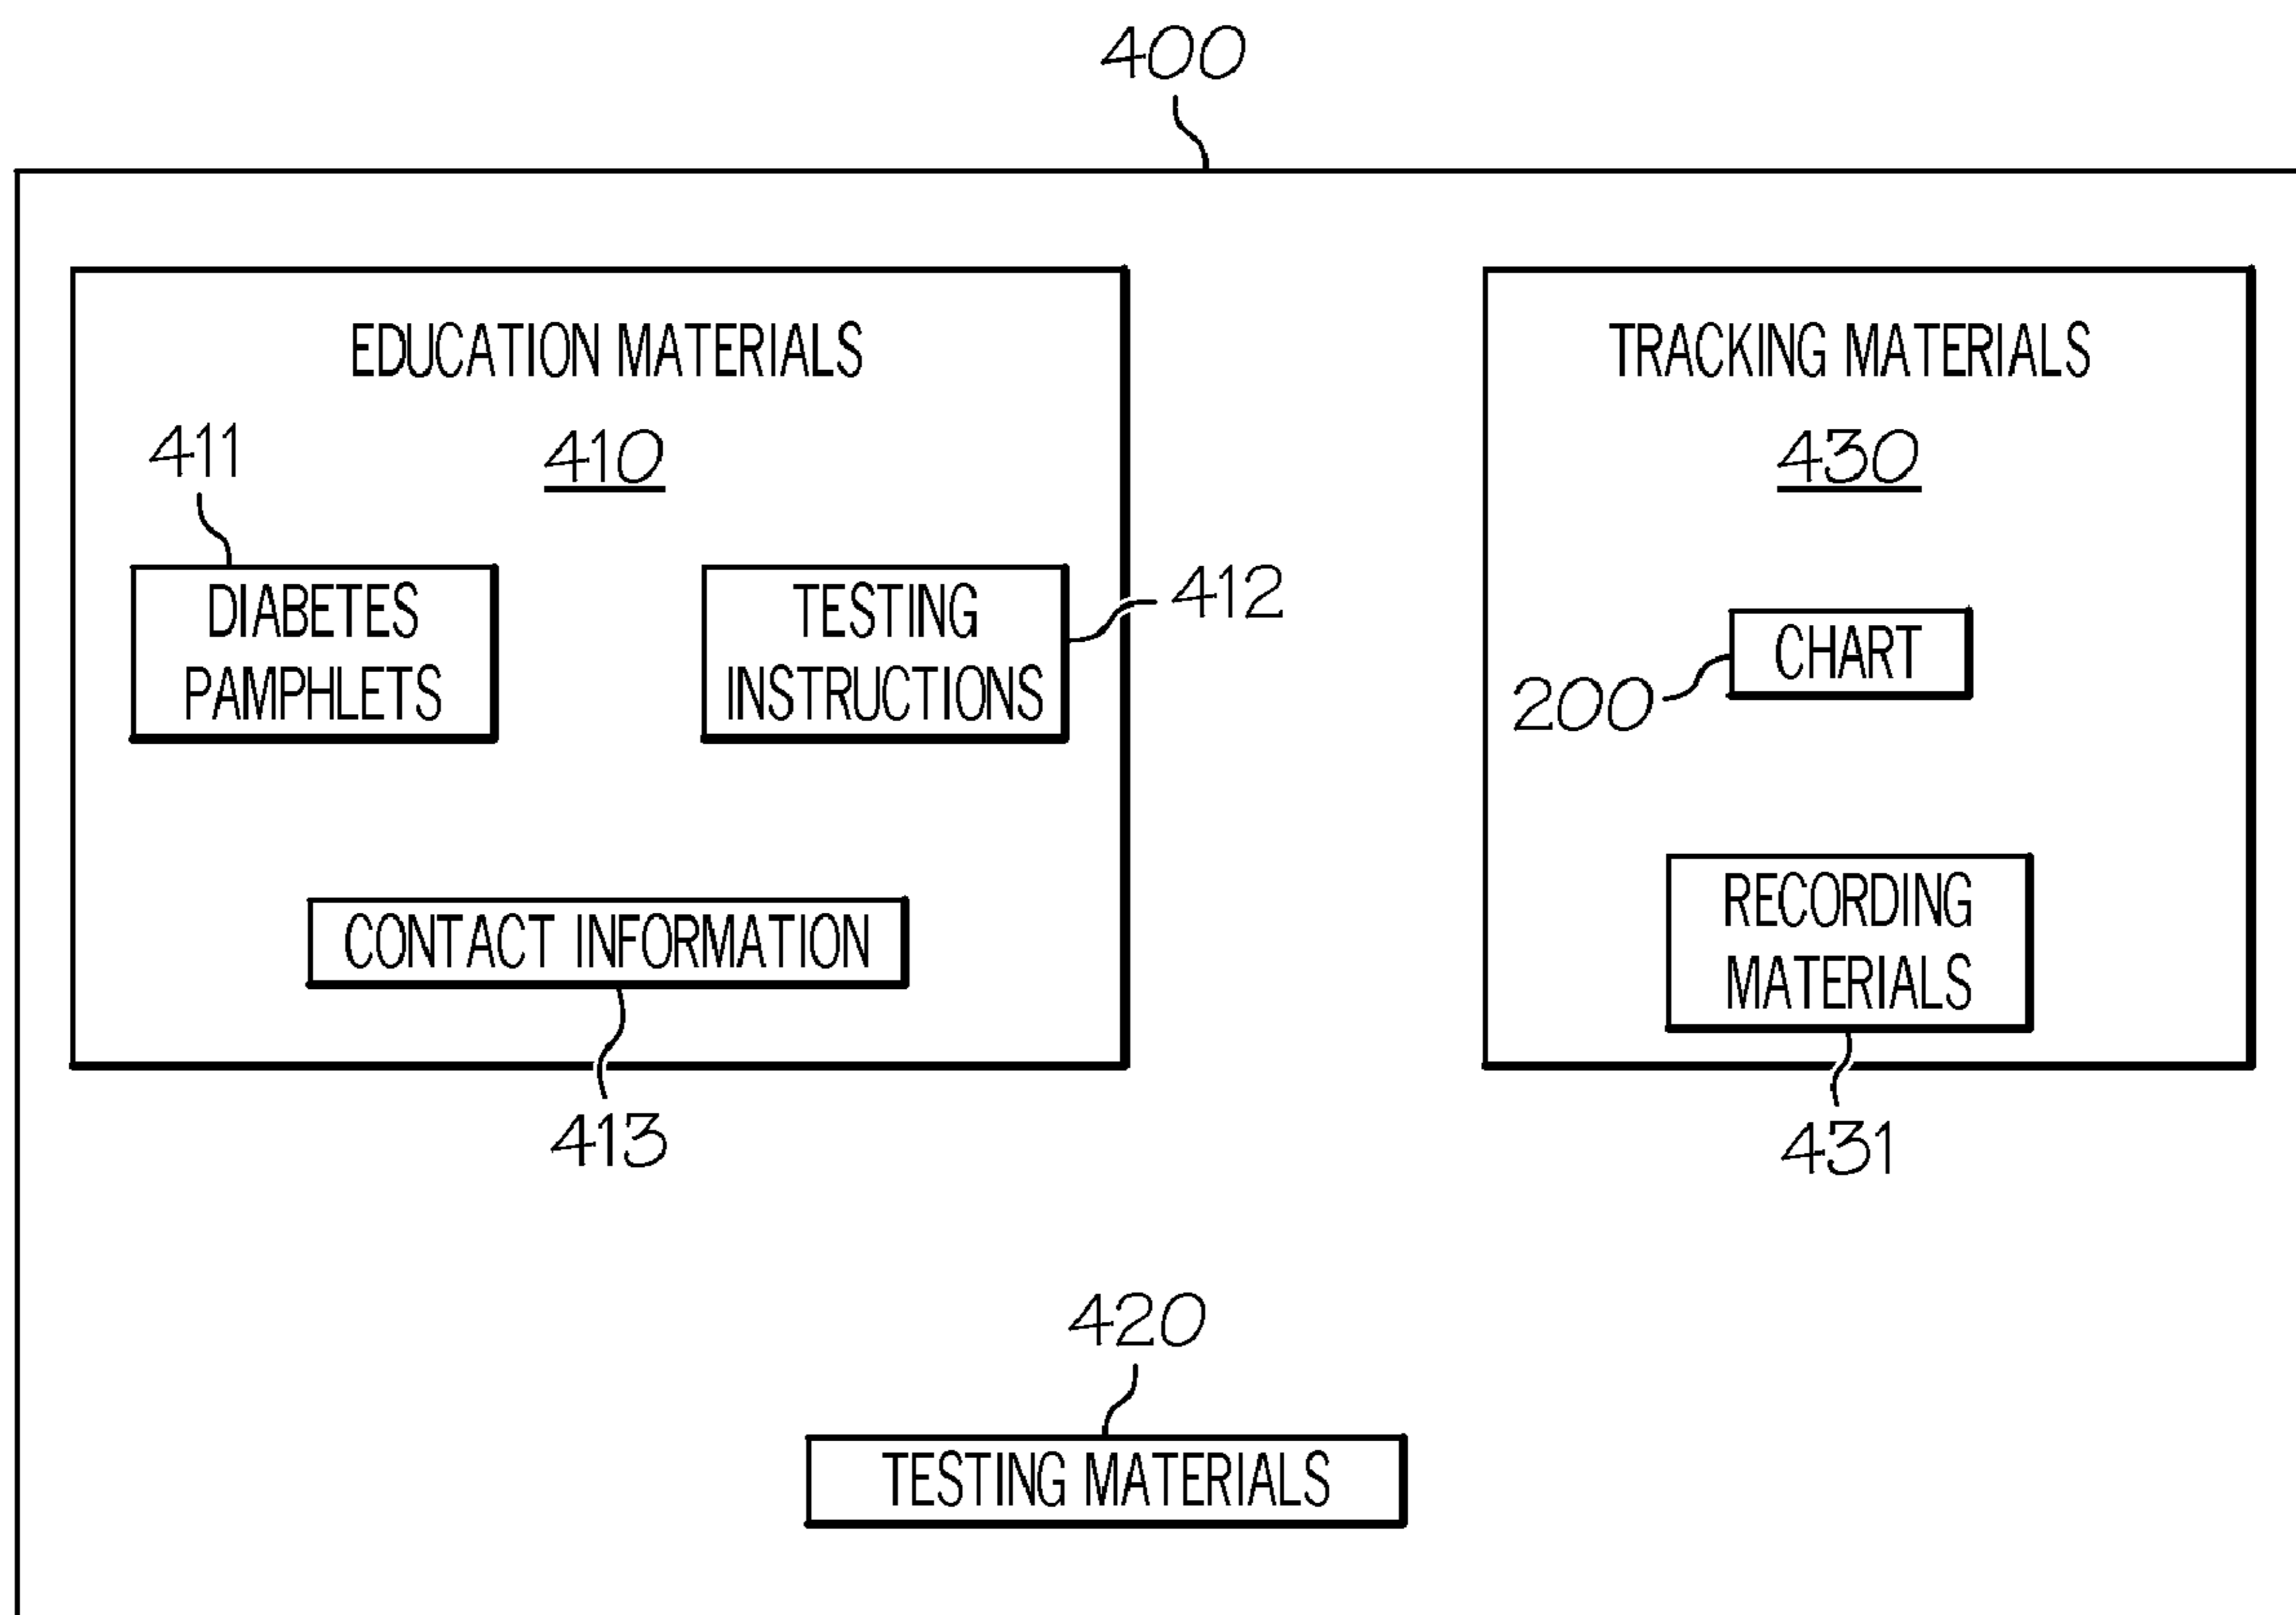 400
EDUCATION MATERIALS
410
411
DIABETES
PAMPHLETS
TESTING
INSTRUCTIONS
412
CONTACT INFORMATION
413
TRACKING MATERIALS
430
CHART
200
RECORDING
MATERIALS
431
420
TESTING MATERIALS